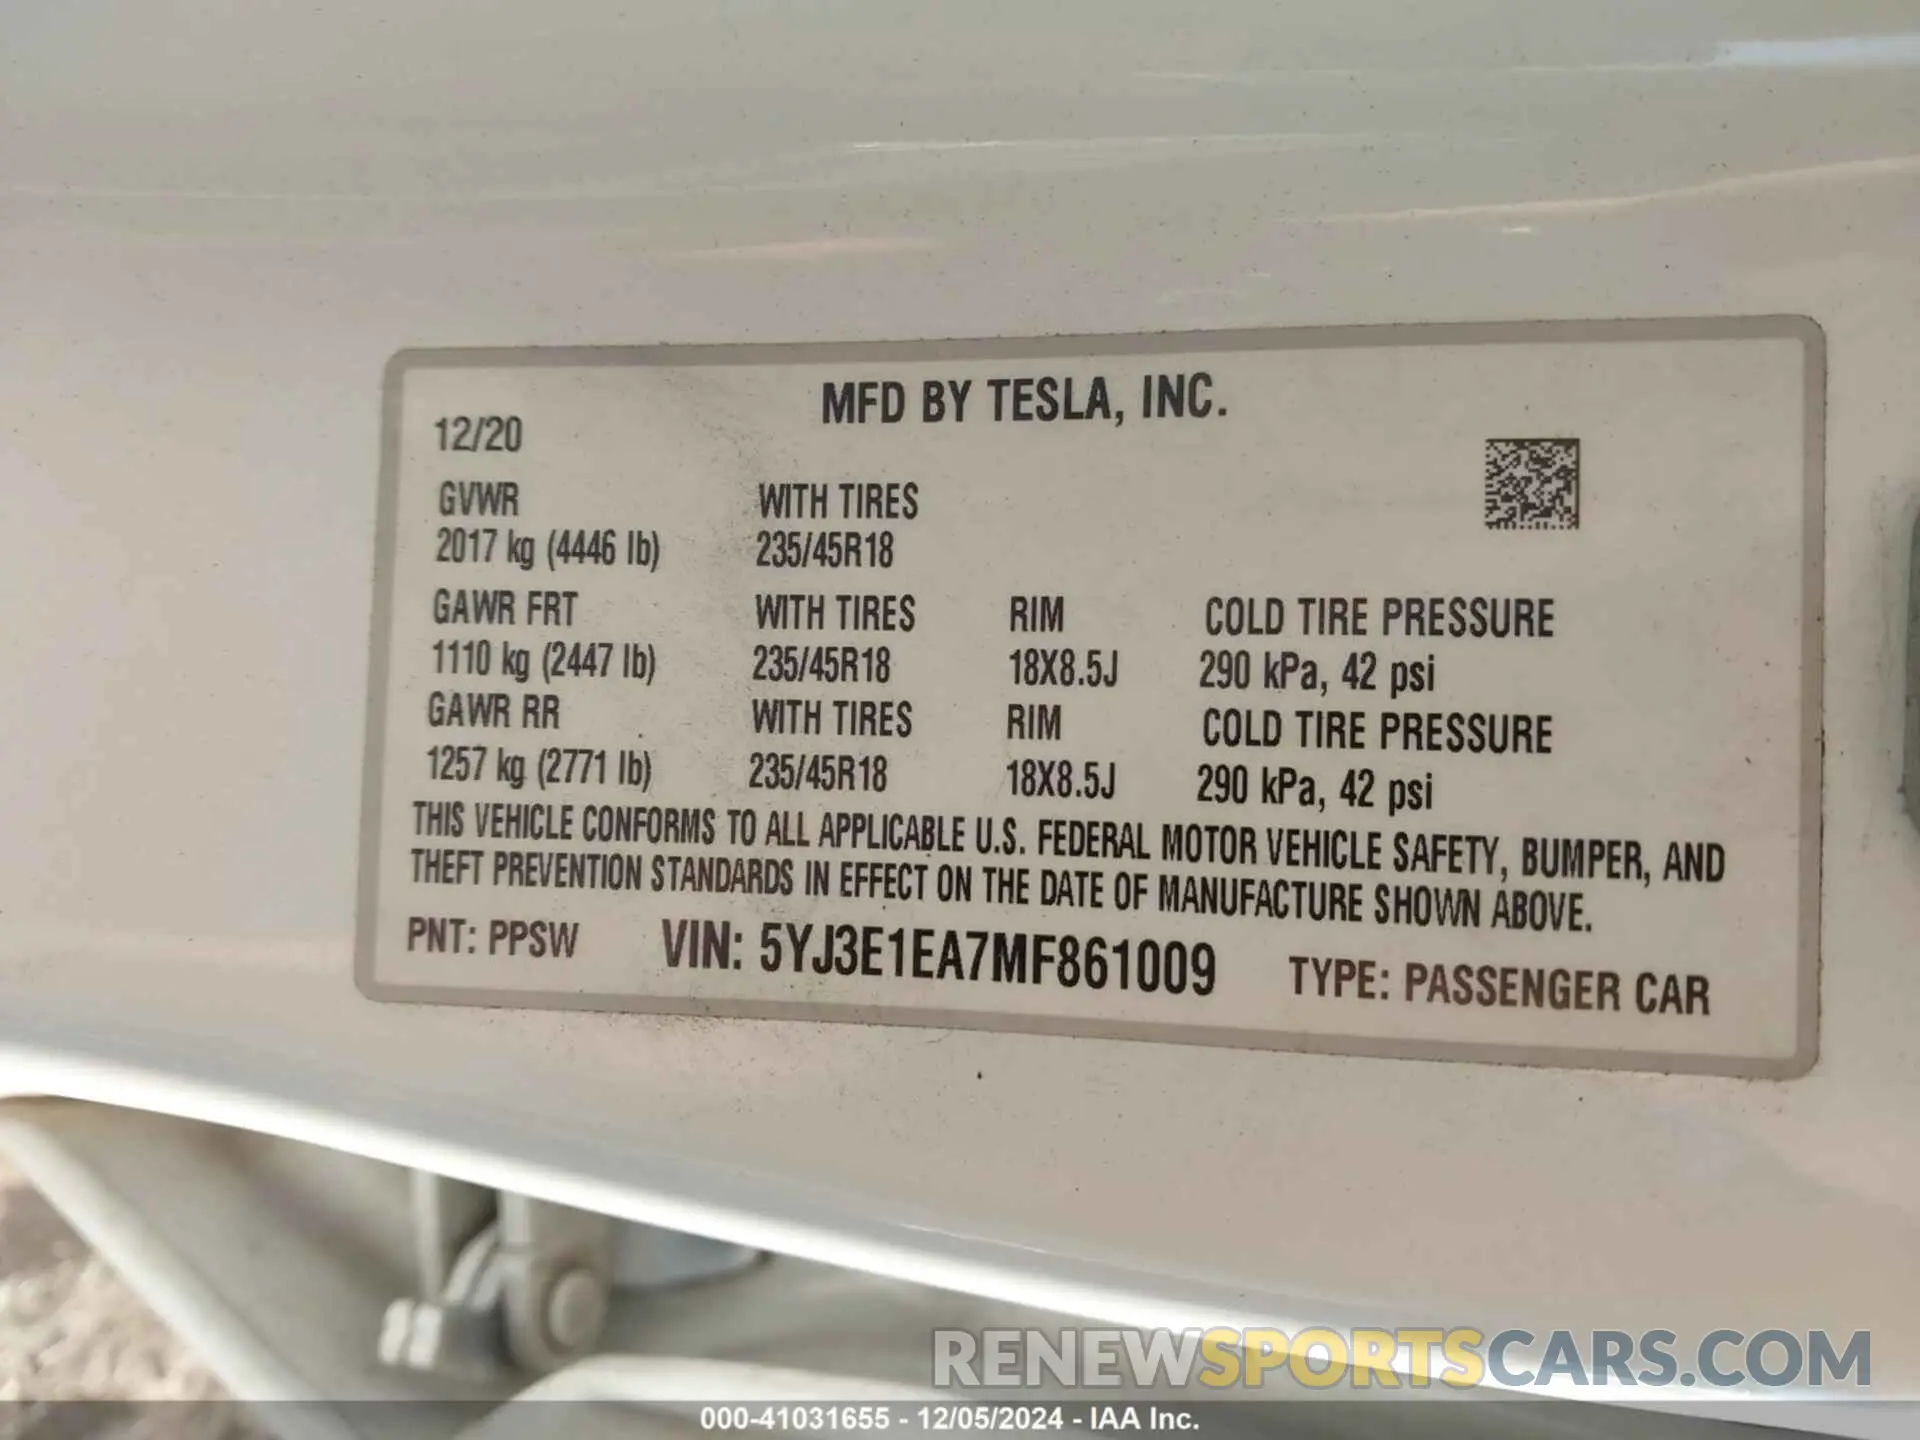 MFD BY TESLA, INC.
12/20
GVWR WITH TIRES
2017 kg (4446 lb) 235/45R18
GAWR FRT WITH TIRES RIM COLD TIRE PRESSURE
1110 kg (2447 lb) 235/45R18 18X8.5J 290 kPa, 42 psi
GAWR RR WITH TIRES RIM COLD TIRE PRESSURE
1257 kg (2771 lb) 235/45R18 18X8.5J 290 kPa, 42 psi
THIS VEHICLE CONFORMS TO ALL APPLICABLE U.S. FEDERAL MOTOR VEHICLE SAFETY, BUMPER, AND
THEFT PREVENTION STANDARDS IN EFFECT ON THE DATE OF MANUFACTURE SHOWN ABOVE.
PNT: PPSW VIN: 5YJ3E1EA7MF861009 TYPE: PASSENGER CAR
RENEWSPORTSCARS.COM
000-41031655 - 12/05/2024 - IAA Inc.